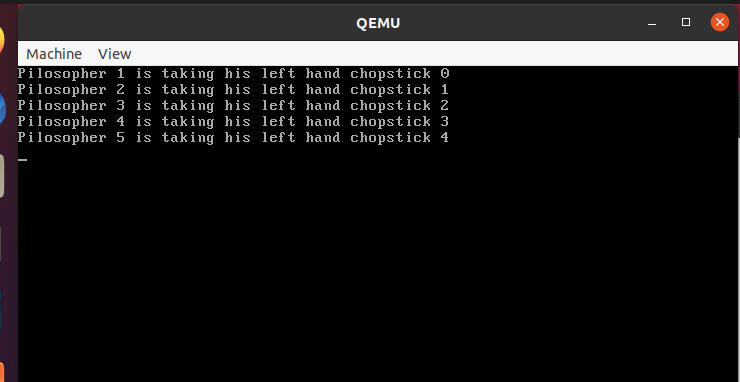 QEMU
Machine View
Pilosopher 1 is taking his left hand chopstick 0
Pilosopher 2 is taking his left hand chopstick 1
Pilosopher 3 is taking his left hand chopstick 2
Pilosopher 4 is taking his left hand chopstick 3
Pilosopher 5 is taking his left hand chopstick 4